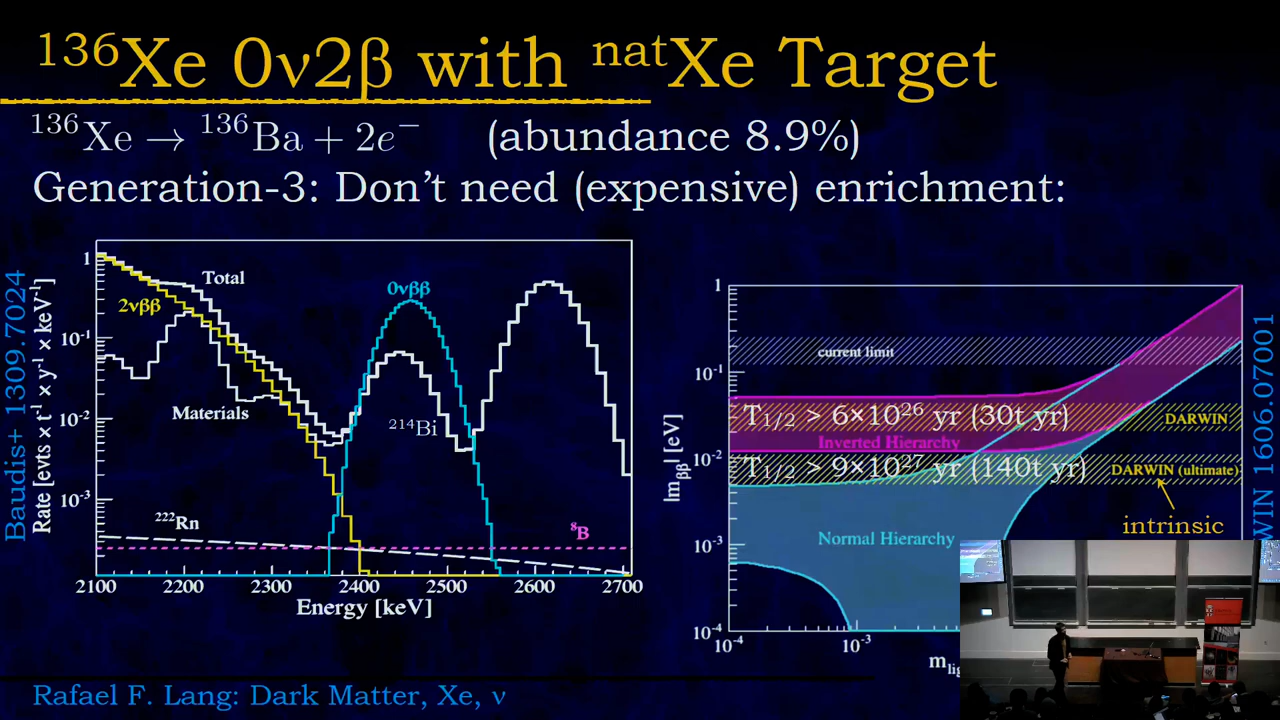 ¹³⁶Xe 0ν2β with ⁿᵃᵗXe Target
¹³⁶Xe → ¹³⁶Ba + 2e⁻ (abundance 8.9%)
Generation-3: Don't need (expensive) enrichment:
Baudis+ 1309.7024
Rate [evts × t⁻¹ × y⁻¹ × keV⁻¹]
1
10⁻¹
10⁻²
10⁻³
Total
2νββ
0νββ
Materials
²¹⁴Bi
²²²Rn
⁸B
2100 2200 2300 2400 2500 2600 2700
Energy [keV]
|mββ| [eV]
1
10⁻¹
10⁻²
10⁻³
10⁻⁴
current limit
T₁/₂ > 6×10²⁶ yr (30t yr)
DARWIN
Inverted Hierarchy
T₁/₂ > 9×10²⁷ yr (140t yr)
DARWIN (ultimate)
intrinsic
Normal Hierarchy
10⁻⁴ 10⁻³
WIN 1606.07001
Rafael F. Lang: Dark Matter, Xe, ν